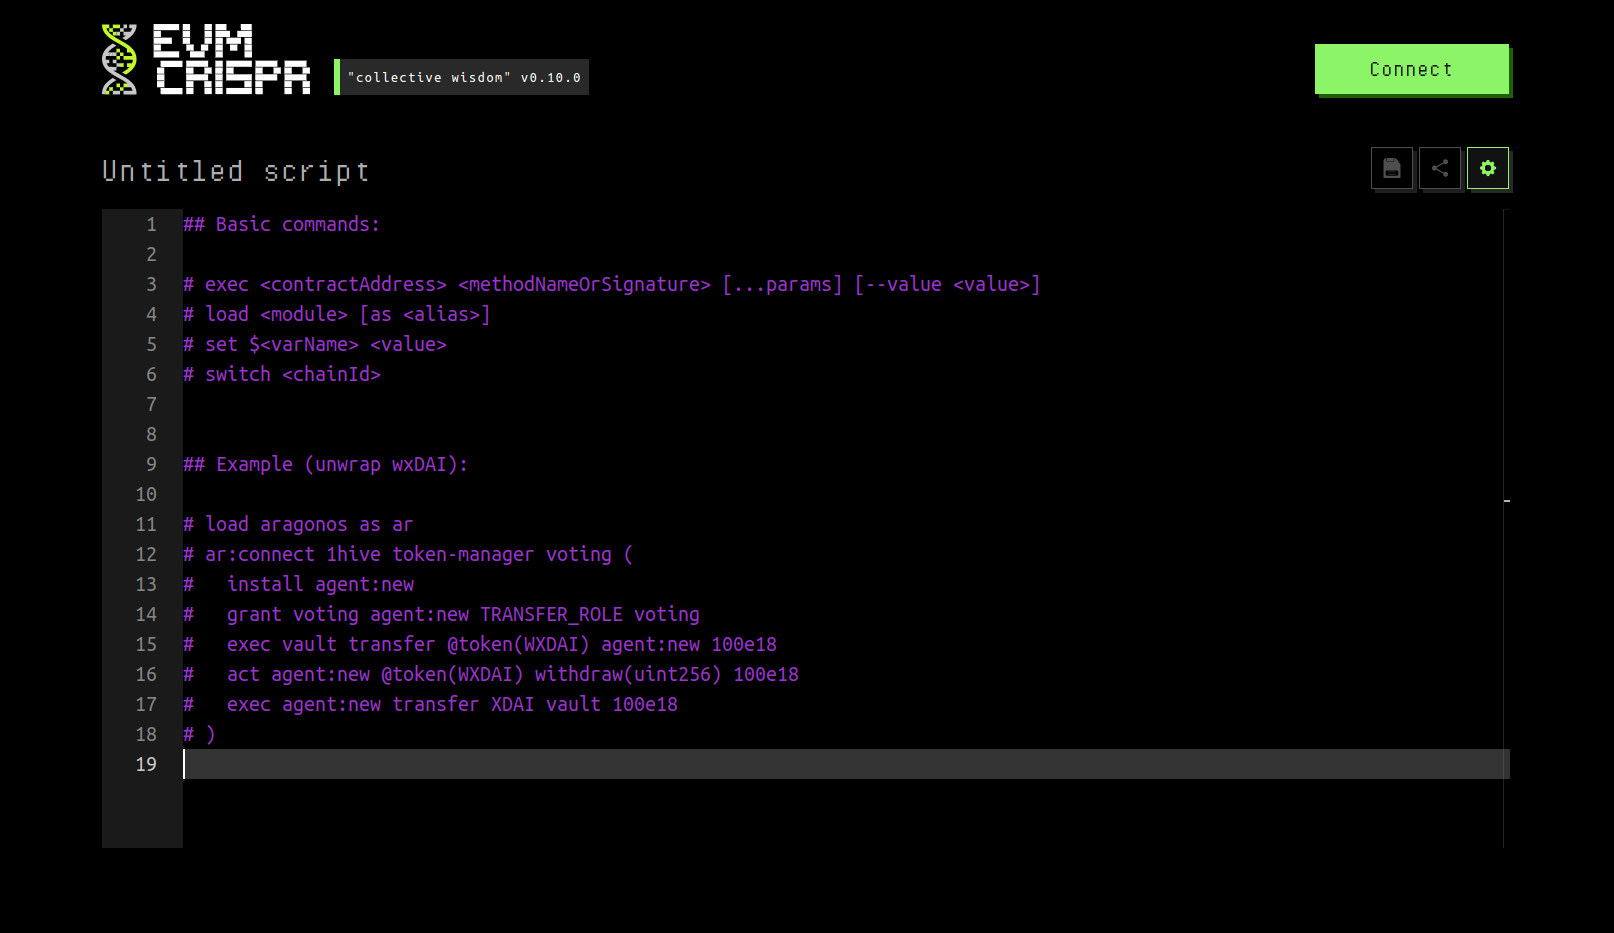 EVM
CRISPR
"collective wisdom" v0.10.0
Connect
Untitled script
1 ## Basic commands:
2
3 # exec <contractAddress> <methodNameOrSignature> [...params] [--value <value>]
4 # load <module> [as <alias>]
5 # set $<varName> <value>
6 # switch <chainId>
7
8
9 ## Example (unwrap wxDAI):
10
11 # load aragonos as ar
12 # ar:connect 1hive token-manager voting (
13 #   install agent:new
14 #   grant voting agent:new TRANSFER_ROLE voting
15 #   exec vault transfer @token(WXDAI) agent:new 100e18
16 #   act agent:new @token(WXDAI) withdraw(uint256) 100e18
17 #   exec agent:new transfer XDAI vault 100e18
18 # )
19